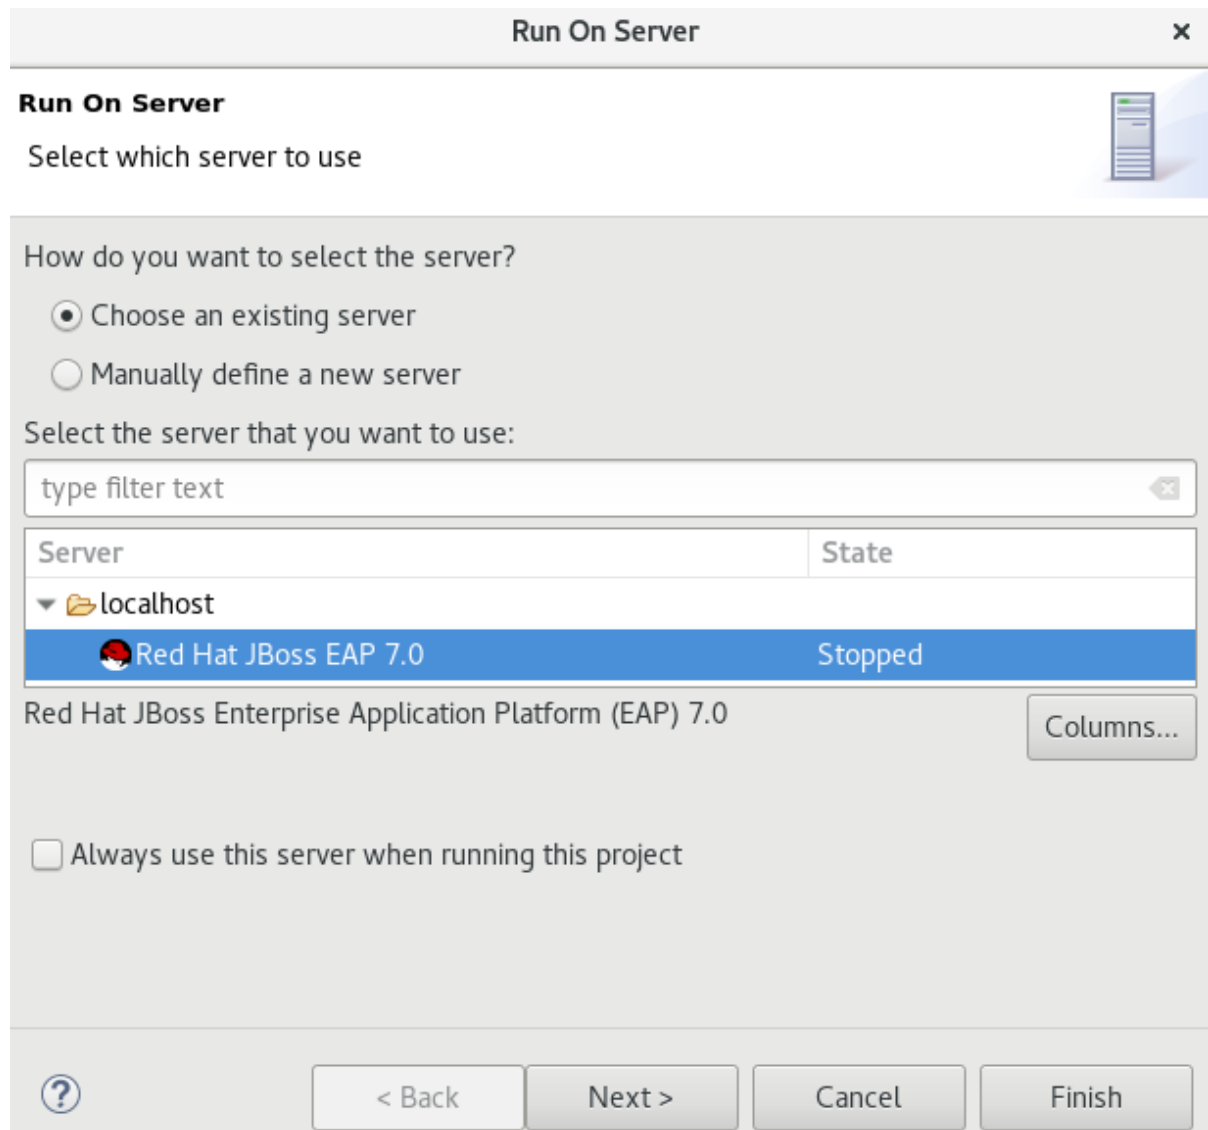 Run On Server ×
Run On Server
Select which server to use
How do you want to select the server?
Choose an existing server
Manually define a new server
Select the server that you want to use:
type filter text
Server State
localhost
Red Hat JBoss EAP 7.0 Stopped
Red Hat JBoss Enterprise Application Platform (EAP) 7.0
Columns...
Always use this server when running this project
? < Back Next > Cancel Finish